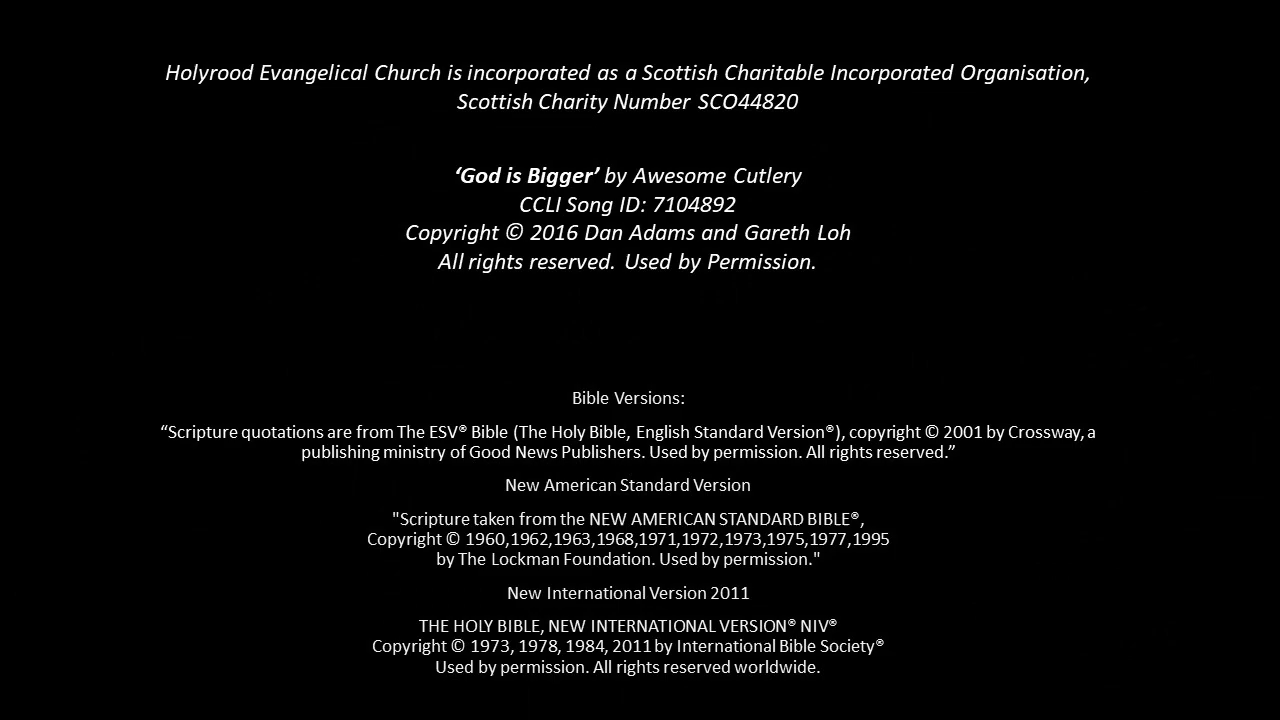 Holyrood Evangelical Church is incorporated as a Scottish Charitable Incorporated Organisation,
Scottish Charity Number SCO44820
‘God is Bigger’ by Awesome Cutlery
CCLI Song ID: 7104892
Copyright © 2016 Dan Adams and Gareth Loh
All rights reserved. Used by Permission.
Bible Versions:
“Scripture quotations are from The ESV® Bible (The Holy Bible, English Standard Version®), copyright © 2001 by Crossway, a
publishing ministry of Good News Publishers. Used by permission. All rights reserved.”
New American Standard Version
"Scripture taken from the NEW AMERICAN STANDARD BIBLE®,
Copyright © 1960,1962,1963,1968,1971,1972,1973,1975,1977,1995
by The Lockman Foundation. Used by permission."
New International Version 2011
THE HOLY BIBLE, NEW INTERNATIONAL VERSION® NIV®
Copyright © 1973, 1978, 1984, 2011 by International Bible Society®
Used by permission. All rights reserved worldwide.